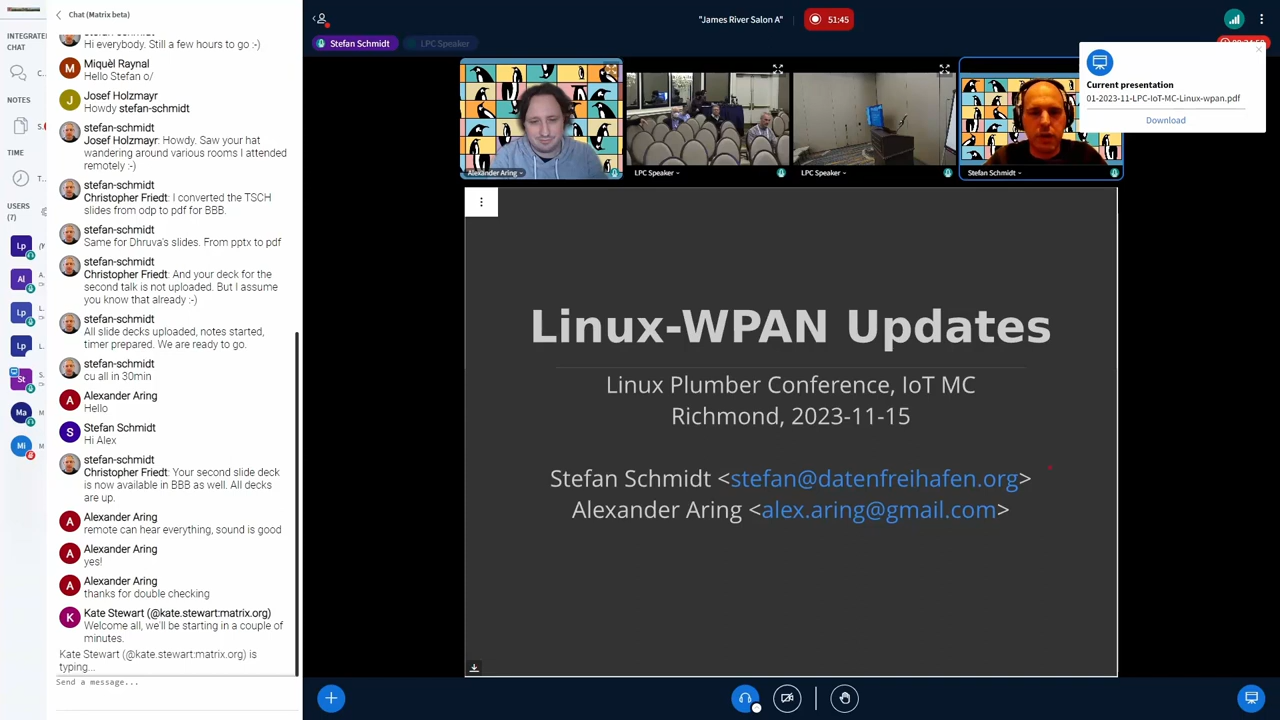 INTEGRATED
CHAT
C..
NOTES
S.
TIME
T...
USERS
(7)
Lp
Al
Lp
Lp
St
Ma
Mi
Chat (Matrix beta)
Hi everybody. Still a few hours to go :-)
M
Miquèl Raynal
Hello Stefan o/
J
Josef Holzmayr
Howdy stefan-schmidt
stefan-schmidt
Josef Holzmayr: Howdy. Saw your hat
wandering around various rooms I attended
remotely :-)
stefan-schmidt
Christopher Friedt: I converted the TSCH
slides from odp to pdf for BBB.
stefan-schmidt
Same for Dhruva's slides. From pptx to pdf
stefan-schmidt
Christopher Friedt: And your deck for the
second talk is not uploaded. But I assume
you know that already :-)
stefan-schmidt
All slide decks uploaded, notes started,
timer prepared. We are ready to go.
stefan-schmidt
cu all in 30min
A
Alexander Aring
Hello
S
Stefan Schmidt
Hi Alex
stefan-schmidt
Christopher Friedt: Your second slide deck
is now available in BBB as well. All decks
are up.
A
Alexander Aring
remote can hear everything, sound is good
A
Alexander Aring
yes!
A
Alexander Aring
thanks for double checking
K
Kate Stewart (@kate.stewart:matrix.org)
Welcome all, we'll be starting in a couple of
minutes.
Kate Stewart (@kate.stewart:matrix.org) is
typing...
Send a message...
"James River Salon A"
51:45
Stefan Schmidt
LPC Speaker
Alexander Aring
LPC Speaker
LPC Speaker
Stefan Schmidt
Current presentation
01-2023-11-LPC-IoT-MC-Linux-wpan.pdf
Download
Linux-WPAN Updates
Linux Plumber Conference, IoT MC
Richmond, 2023-11-15
Stefan Schmidt <stefan@datenfreihafen.org>
Alexander Aring <alex.aring@gmail.com>